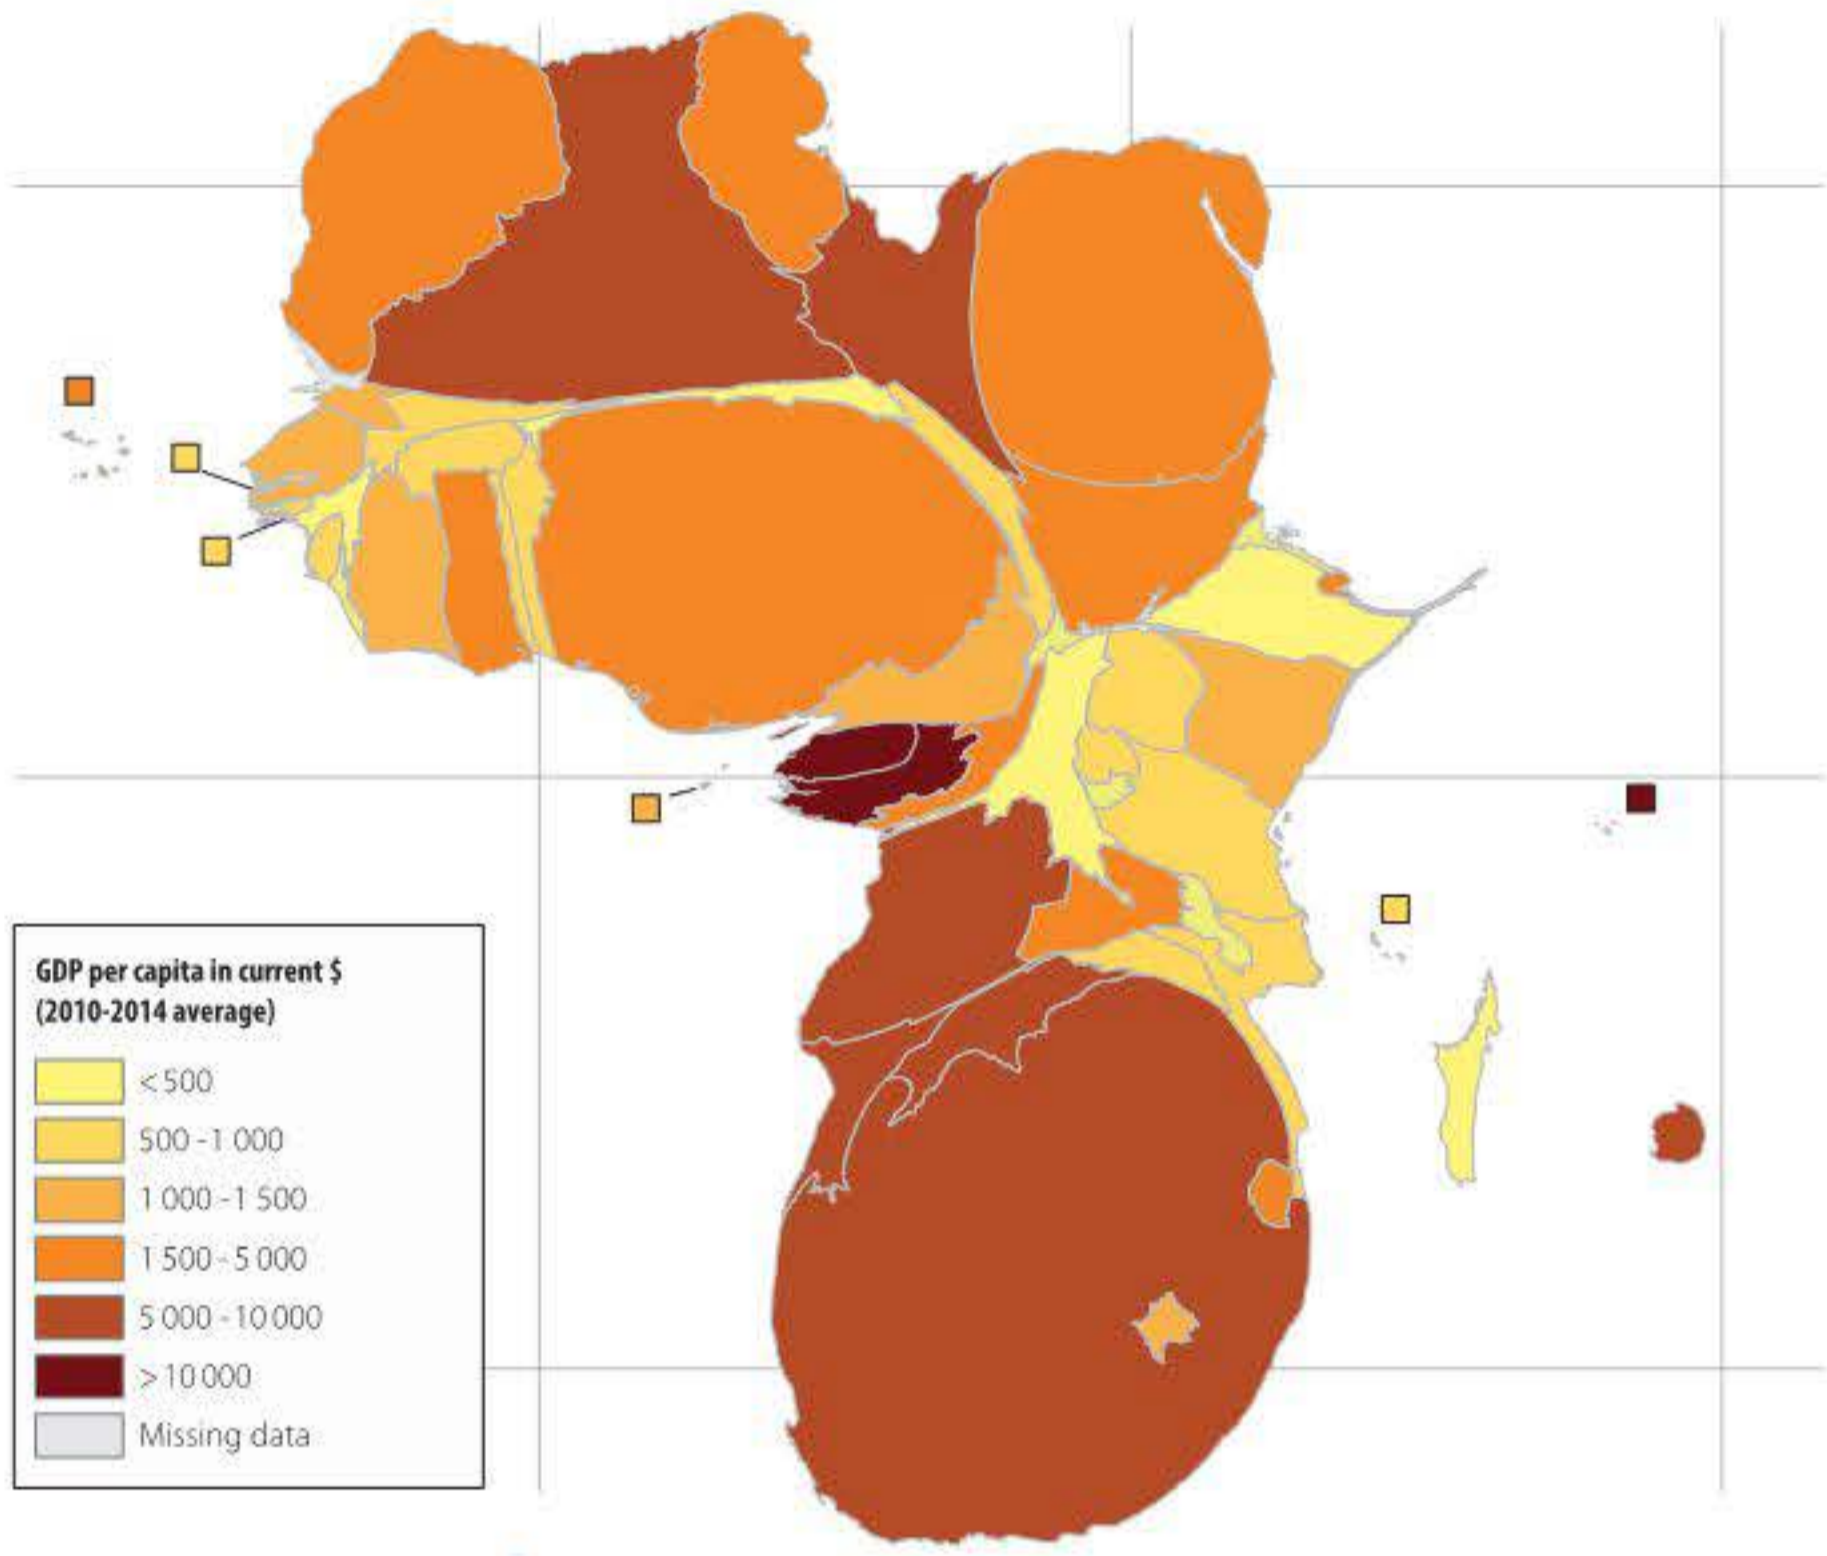 GDP per capita in current $
(2010-2014 average)
<500
500 - 1 000
1 000 - 1 500
1 500 - 5 000
5 000 - 10 000
>10 000
Missing data